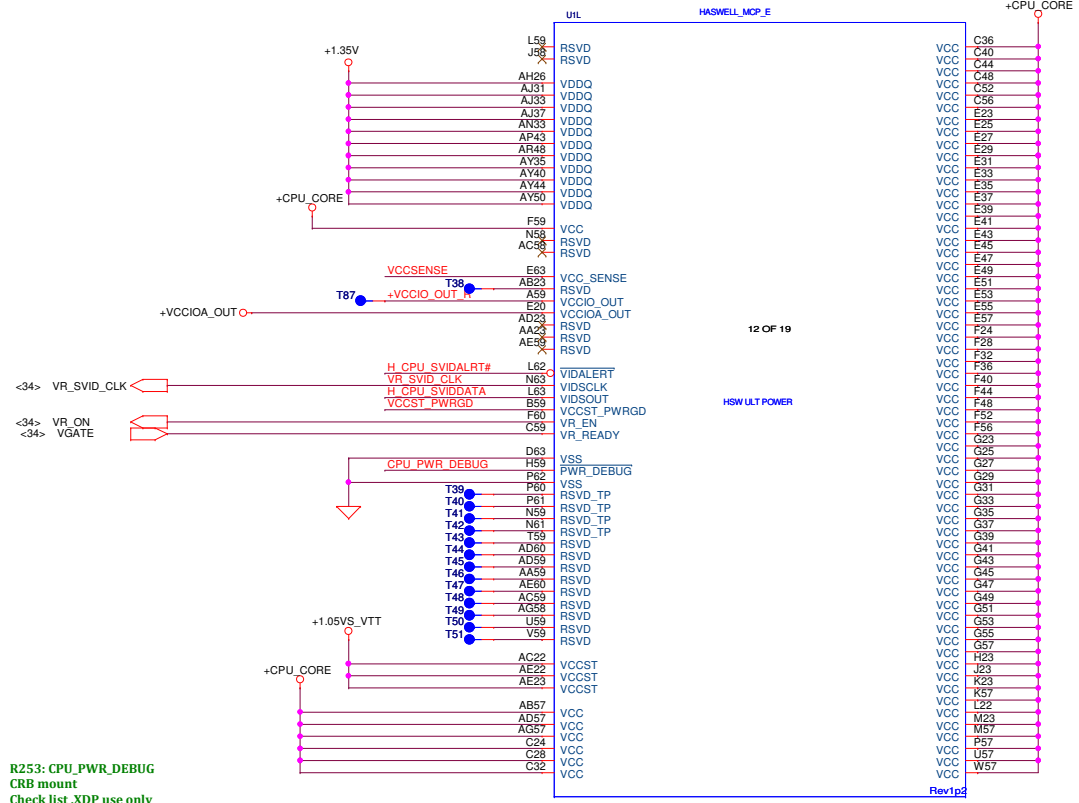 U1L
HASWELL_MCP_E
+CPU_CORE
+1.35V
L59 RSVD
J58 RSVD
AH26 VDDQ
AJ31 VDDQ
AJ33 VDDQ
AJ37 VDDQ
AN33 VDDQ
AP43 VDDQ
AR48 VDDQ
AY35 VDDQ
AY40 VDDQ
AY44 VDDQ
AY50 VDDQ
+CPU_CORE
F59 VCC
N58 RSVD
AC58 RSVD
VCCSENSE E63 VCC_SENSE
T38 AB23 RSVD
T87 +VCCIO_OUT_R A59 VCCIO_OUT
+VCCIOA_OUT E20 VCCIOA_OUT
AD23 RSVD
AA23 RSVD
AE59 RSVD
H_CPU_SVIDALRT# L62 VIDALERT
<34> VR_SVID_CLK VR_SVID_CLK N63 VIDSCLK
H_CPU_SVIDDATA L63 VIDSOUT
VCCST_PWRGD B59 VCCST_PWRGD
<34> VR_ON F60 VR_EN
<34> VGATE C59 VR_READY
D63 VSS
CPU_PWR_DEBUG H59 PWR_DEBUG
P62 VSS
T39 P60 RSVD_TP
T40 P61 RSVD_TP
T41 N59 RSVD_TP
T42 N61 RSVD_TP
T43 T59 RSVD
T44 AD60 RSVD
T45 AD59 RSVD
T46 AA59 RSVD
T47 AE60 RSVD
T48 AC59 RSVD
T49 AG58 RSVD
T50 U59 RSVD
T51 V59 RSVD
+1.05VS_VTT
AC22 VCCST
AE22 VCCST
AE23 VCCST
+CPU_CORE
AB57 VCC
AD57 VCC
AG57 VCC
C24 VCC
C28 VCC
C32 VCC
12 OF 19
HSW ULT POWER
VCC C36
VCC C40
VCC C44
VCC C48
VCC C52
VCC C56
VCC E23
VCC E25
VCC E27
VCC E29
VCC E31
VCC E33
VCC E35
VCC E37
VCC E39
VCC E41
VCC E43
VCC E45
VCC E47
VCC E49
VCC E51
VCC E53
VCC E55
VCC E57
VCC F24
VCC F28
VCC F32
VCC F36
VCC F40
VCC F44
VCC F48
VCC F52
VCC F56
VCC G23
VCC G25
VCC G27
VCC G29
VCC G31
VCC G33
VCC G35
VCC G37
VCC G39
VCC G41
VCC G43
VCC G45
VCC G47
VCC G49
VCC G51
VCC G53
VCC G55
VCC G57
VCC H23
VCC J23
VCC K23
VCC K57
VCC L22
VCC M23
VCC M57
VCC P57
VCC U57
VCC W57
Rev1p2
R253: CPU_PWR_DEBUG
CRB mount
Check list .XDP use only